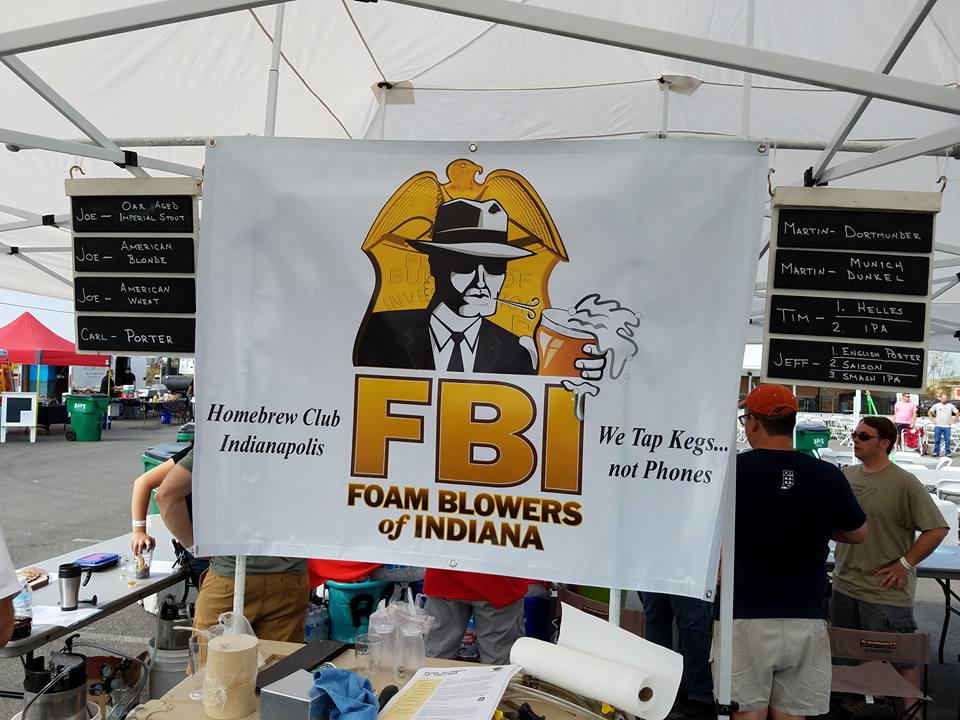 Joe - Oak Aged
Imperial Stout
Joe - American
Blonde
Joe - American
Wheat
Carl - Porter
Homebrew Club
Indianapolis
FBI
FOAM BLOWERS
of INDIANA
We Tap Kegs...
not Phones
Martin - Dortmunder
Martin - Munich
Dunkel
Tim - 1. Helles
2. IPA
Jeff - 1. English Porter
2. Saison
3. SMaSH IPA